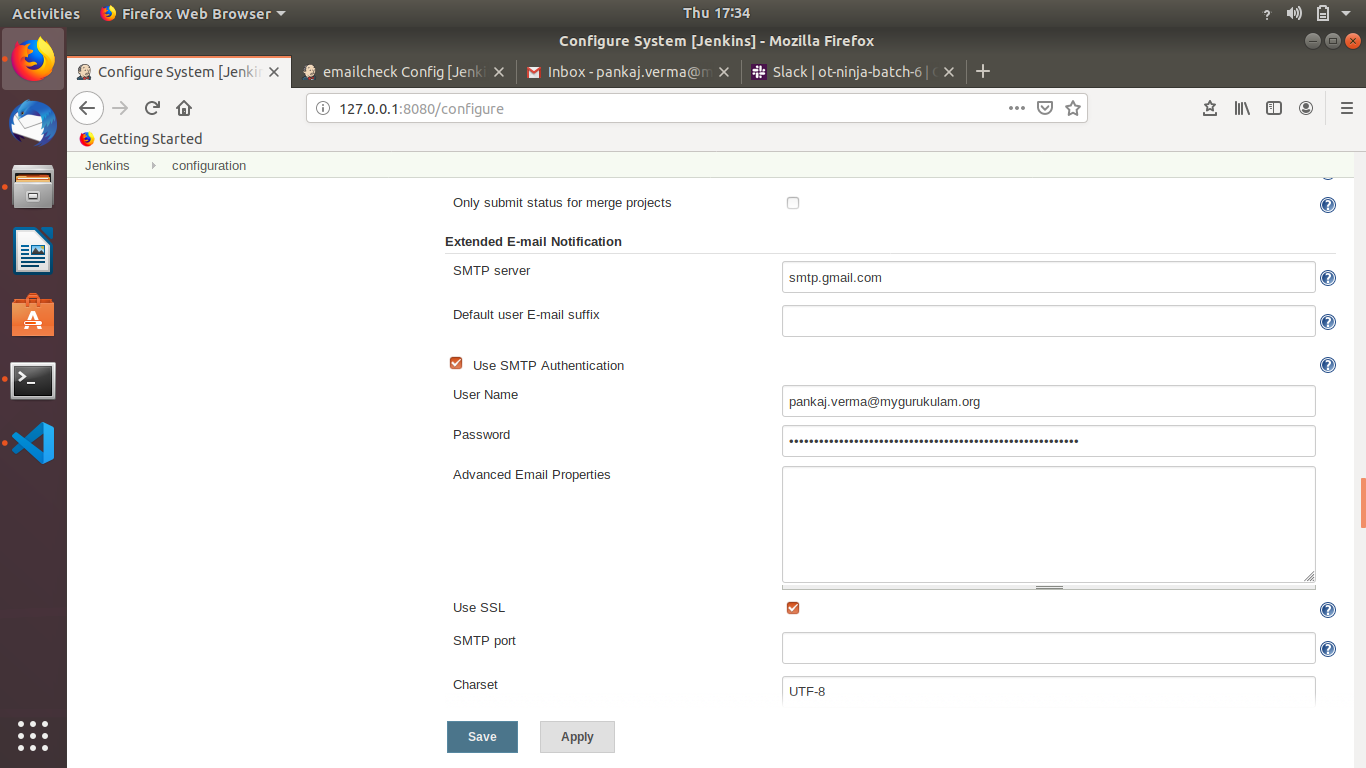 Activities Firefox Web Browser Thu 17:34 ?
Configure System [Jenkins] - Mozilla Firefox
Configure System [Jenki emailcheck Config [Jenk Inbox - pankaj.verma@m Slack | ot-ninja-batch-6 |
127.0.0.1:8080/configure
Getting Started
Jenkins configuration
Only submit status for merge projects
Extended E-mail Notification
SMTP server smtp.gmail.com
Default user E-mail suffix
Use SMTP Authentication
User Name pankaj.verma@mygurukulam.org
Password
Advanced Email Properties
Use SSL
SMTP port
Charset UTF-8
Save Apply